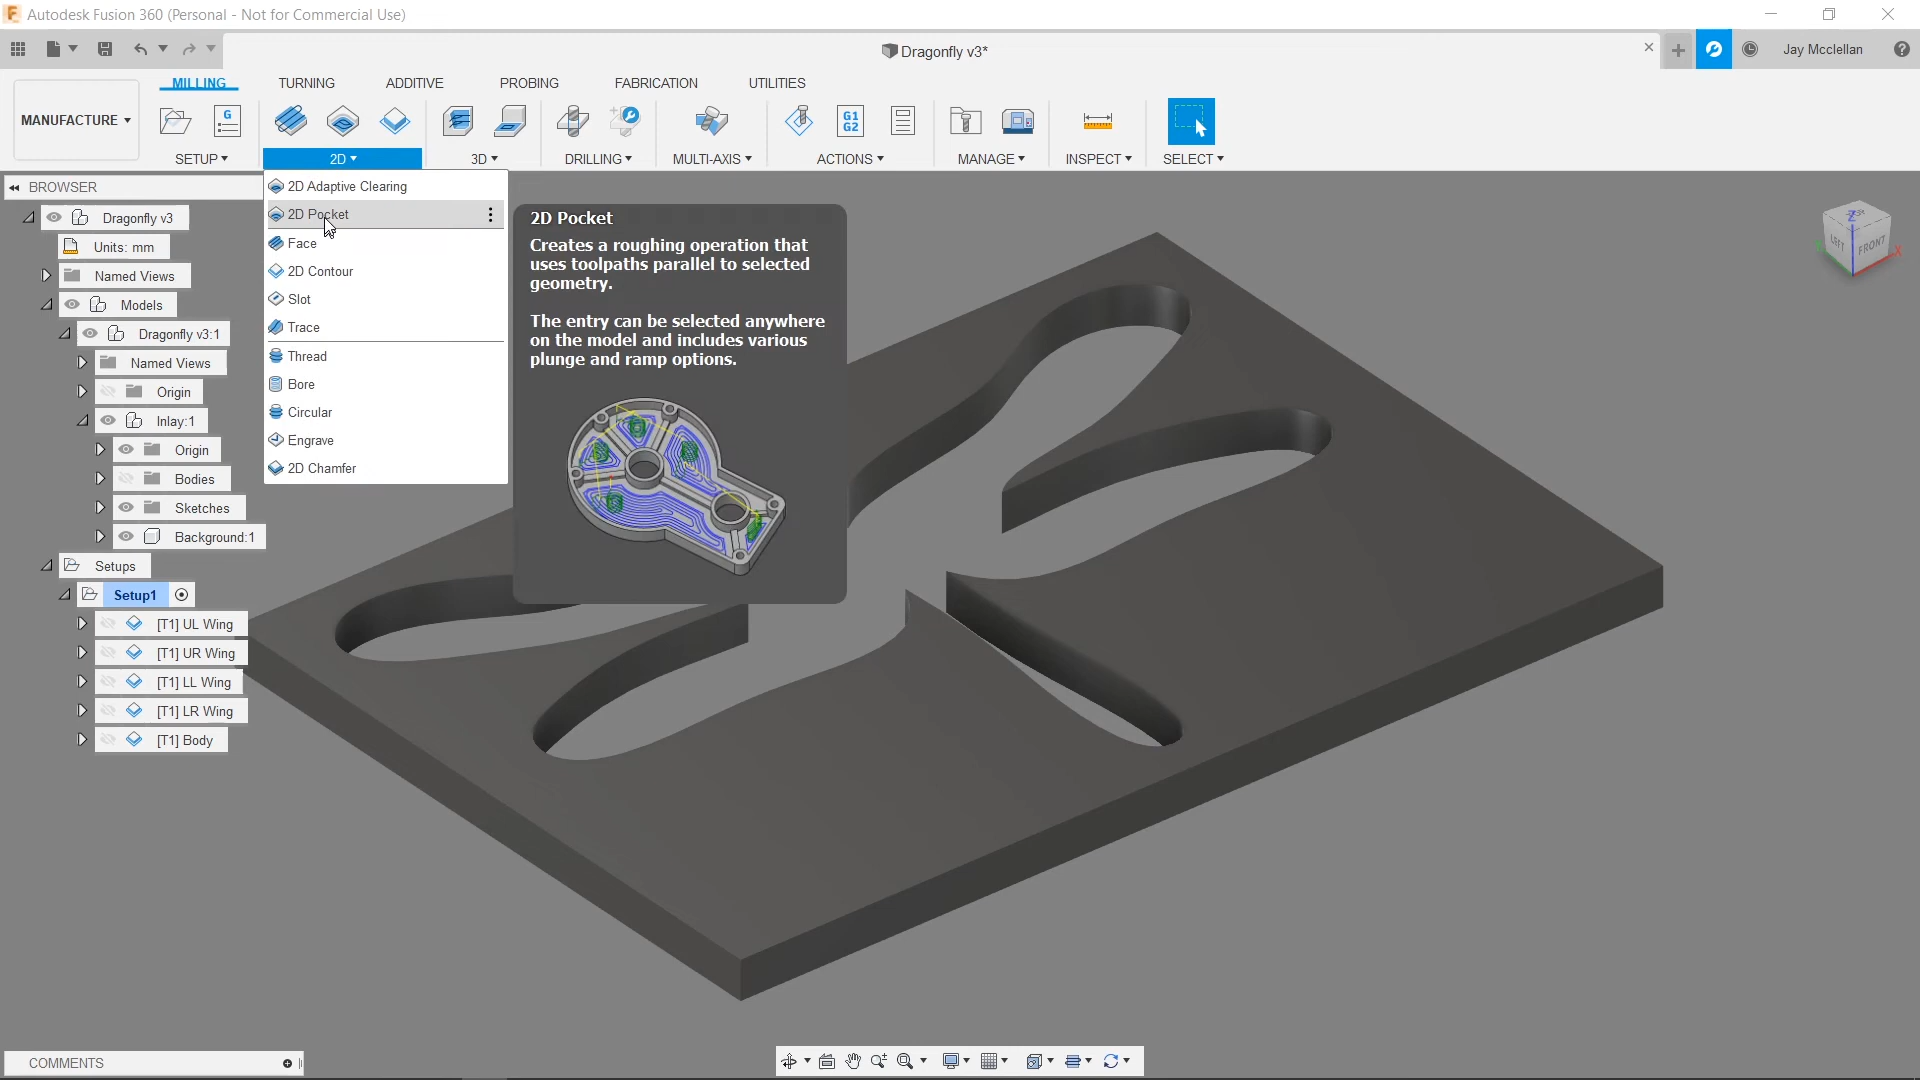 Autodesk Fusion 360 (Personal - Not for Commercial Use)
Dragonfly v3*
Jay Mcclellan
MILLING
TURNING
ADDITIVE
PROBING
FABRICATION
UTILITIES
MANUFACTURE
G
G1
G2
SETUP
2D
3D
DRILLING
MULTI-AXIS
ACTIONS
MANAGE
INSPECT
SELECT
BROWSER
Dragonfly v3
Units: mm
Named Views
Models
Dragonfly v3:1
Named Views
Origin
Inlay:1
Origin
Bodies
Sketches
Background:1
Setups
Setup1
[T1] UL Wing
[T1] UR Wing
[T1] LL Wing
[T1] LR Wing
[T1] Body
2D Adaptive Clearing
2D Pocket
Face
2D Contour
Slot
Trace
Thread
Bore
Circular
Engrave
2D Chamfer
2D Pocket
Creates a roughing operation that
uses toolpaths parallel to selected
geometry.
The entry can be selected anywhere
on the model and includes various
plunge and ramp options.
TOP
Z
LEFT
FRONT
X
COMMENTS